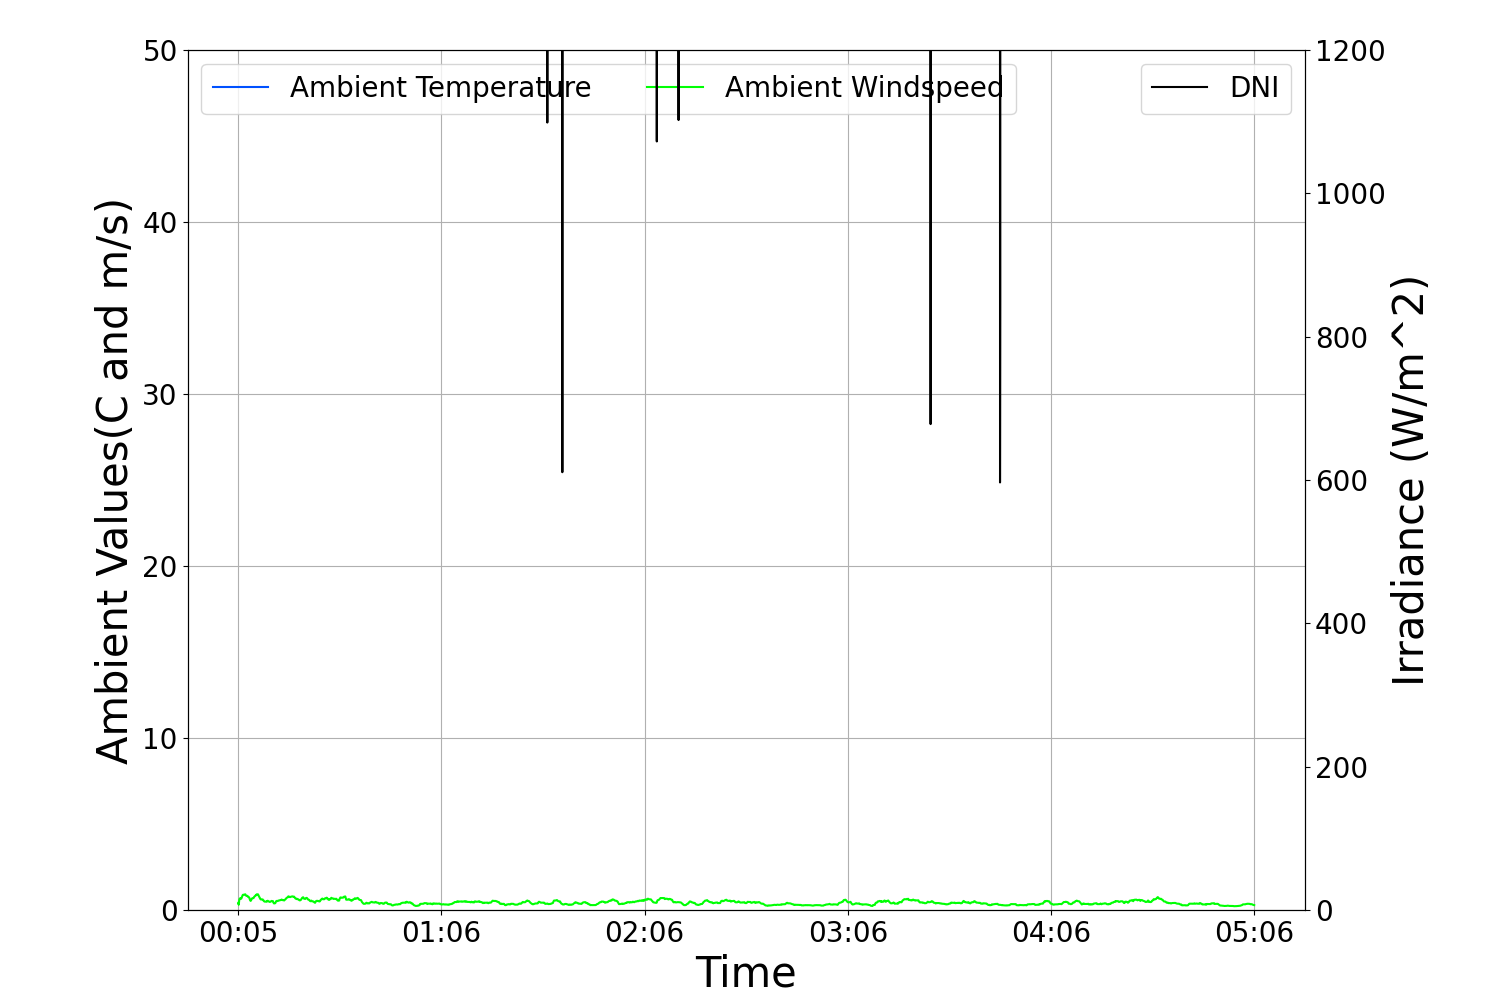 Ambient Temperature Ambient Windspeed DNI
Ambient Values(C and m/s)
50
40
30
20
10
0
1200
1000
800
600
400
200
0
Irradiance (W/m^2)
00:05 01:06 02:06 03:06 04:06 05:06
Time